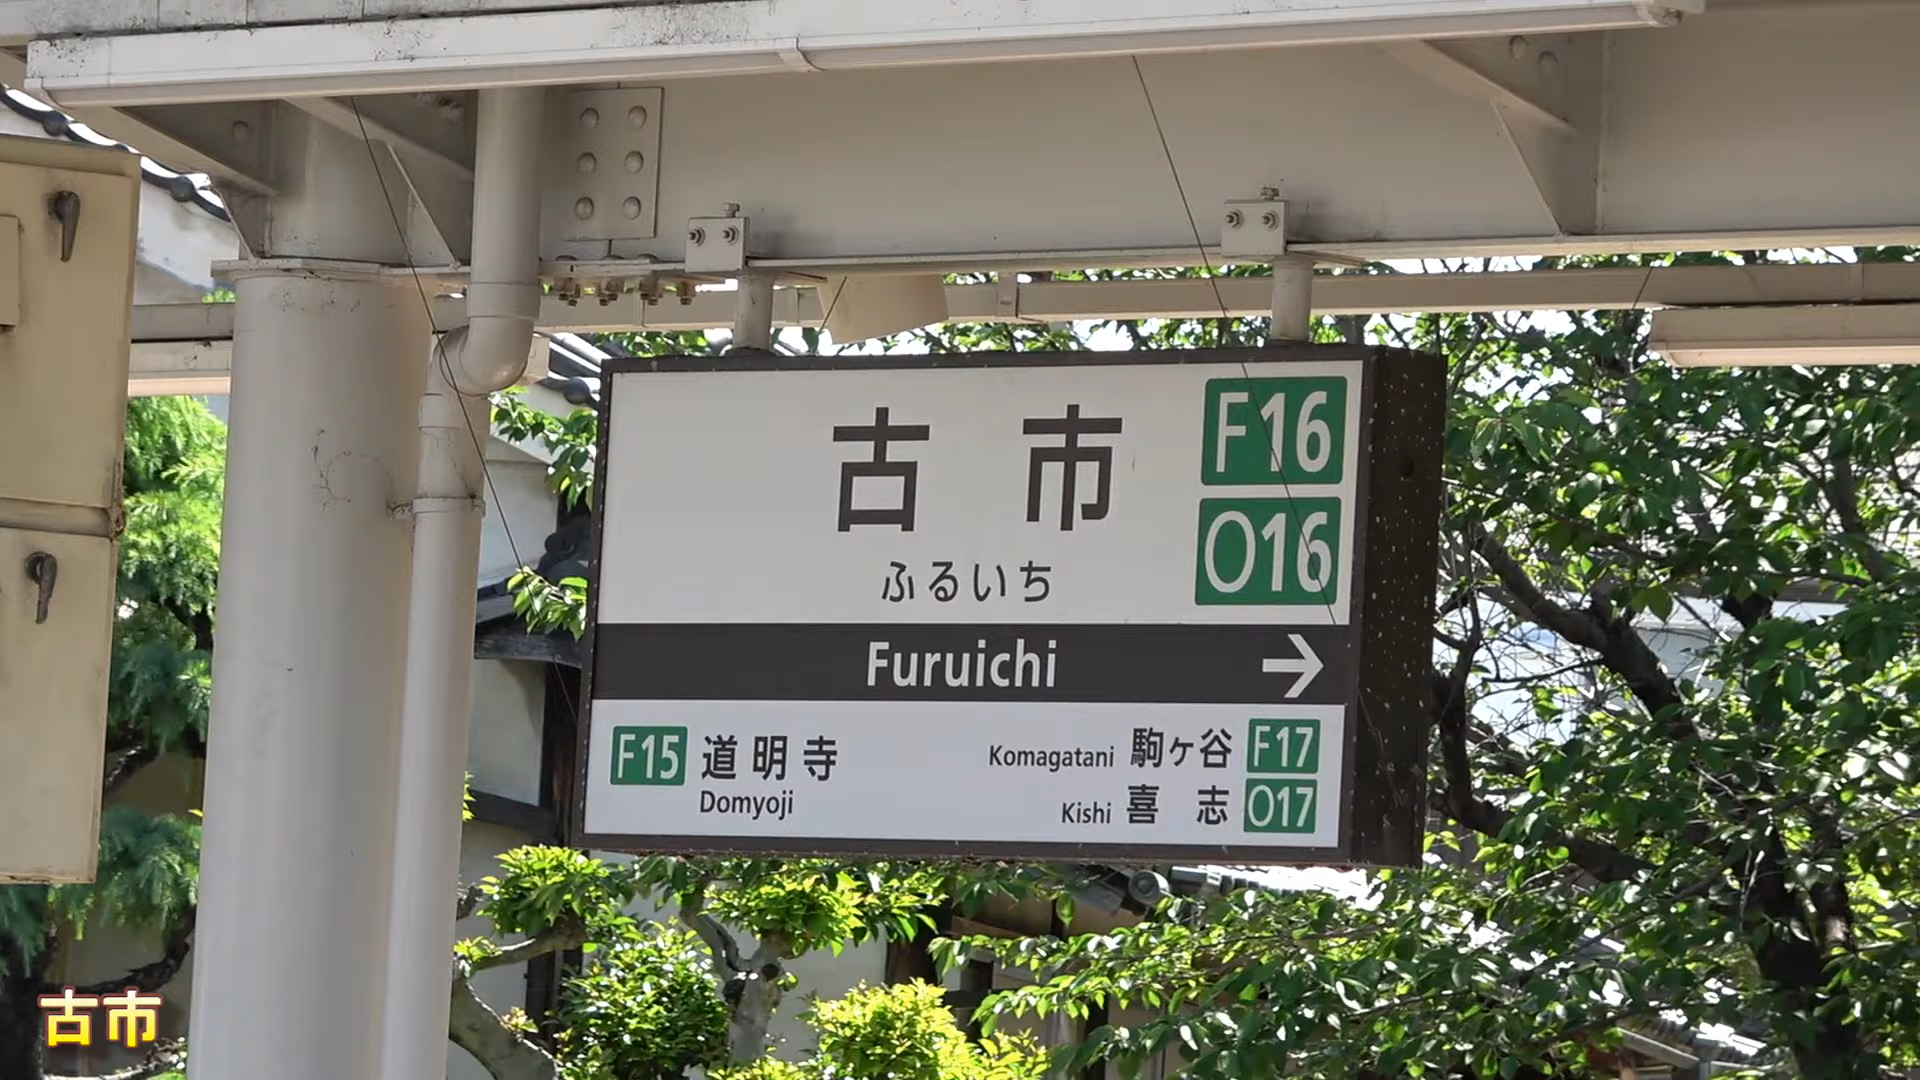 古市
F16
O16
ふるいち
Furuichi →
F15 道明寺
Domyoji
Komagatani 駒ヶ谷 F17
Kishi 喜志 O17
古市